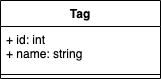 Tag
+ id: int
+ name: string